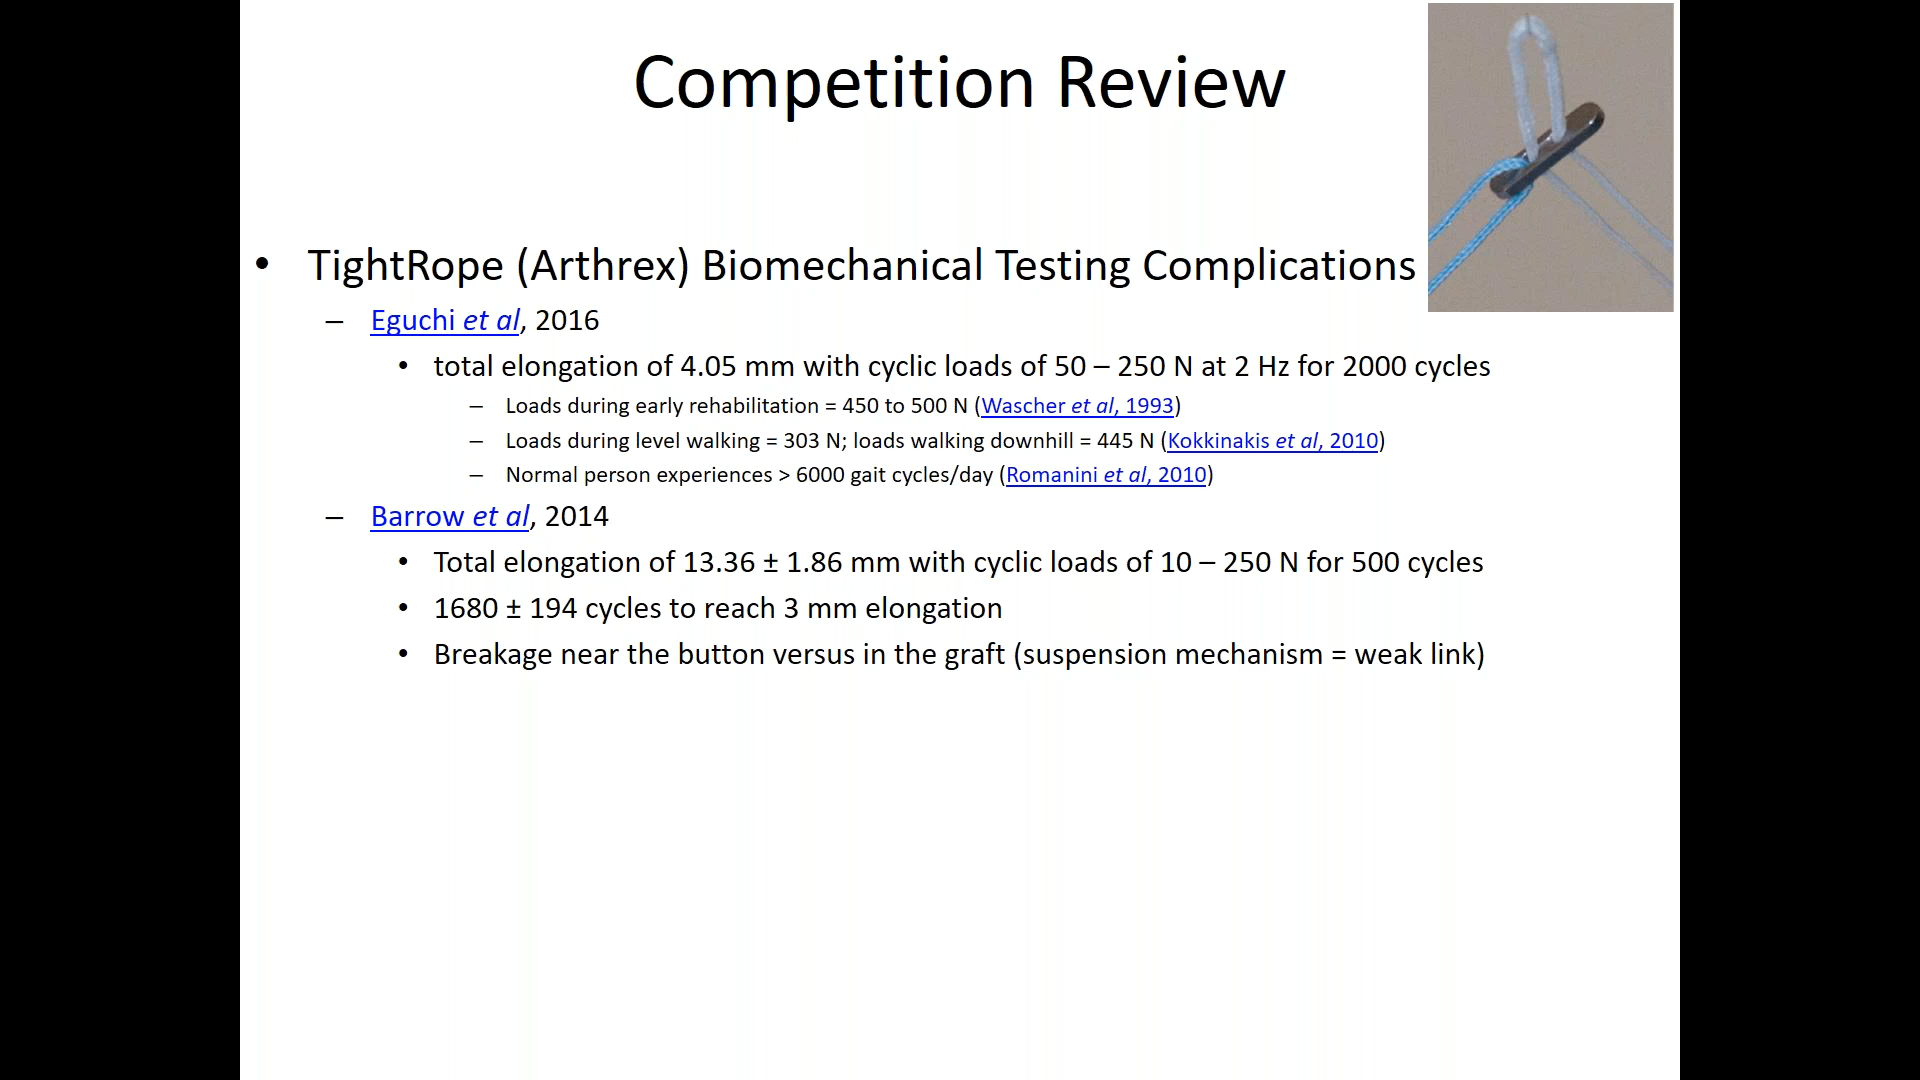 Competition Review
• TightRope (Arthrex) Biomechanical Testing Complications
– Eguchi et al, 2016
• total elongation of 4.05 mm with cyclic loads of 50 – 250 N at 2 Hz for 2000 cycles
– Loads during early rehabilitation = 450 to 500 N (Wascher et al, 1993)
– Loads during level walking = 303 N; loads walking downhill = 445 N (Kokkinakis et al, 2010)
– Normal person experiences > 6000 gait cycles/day (Romanini et al, 2010)
– Barrow et al, 2014
• Total elongation of 13.36 ± 1.86 mm with cyclic loads of 10 – 250 N for 500 cycles
• 1680 ± 194 cycles to reach 3 mm elongation
• Breakage near the button versus in the graft (suspension mechanism = weak link)